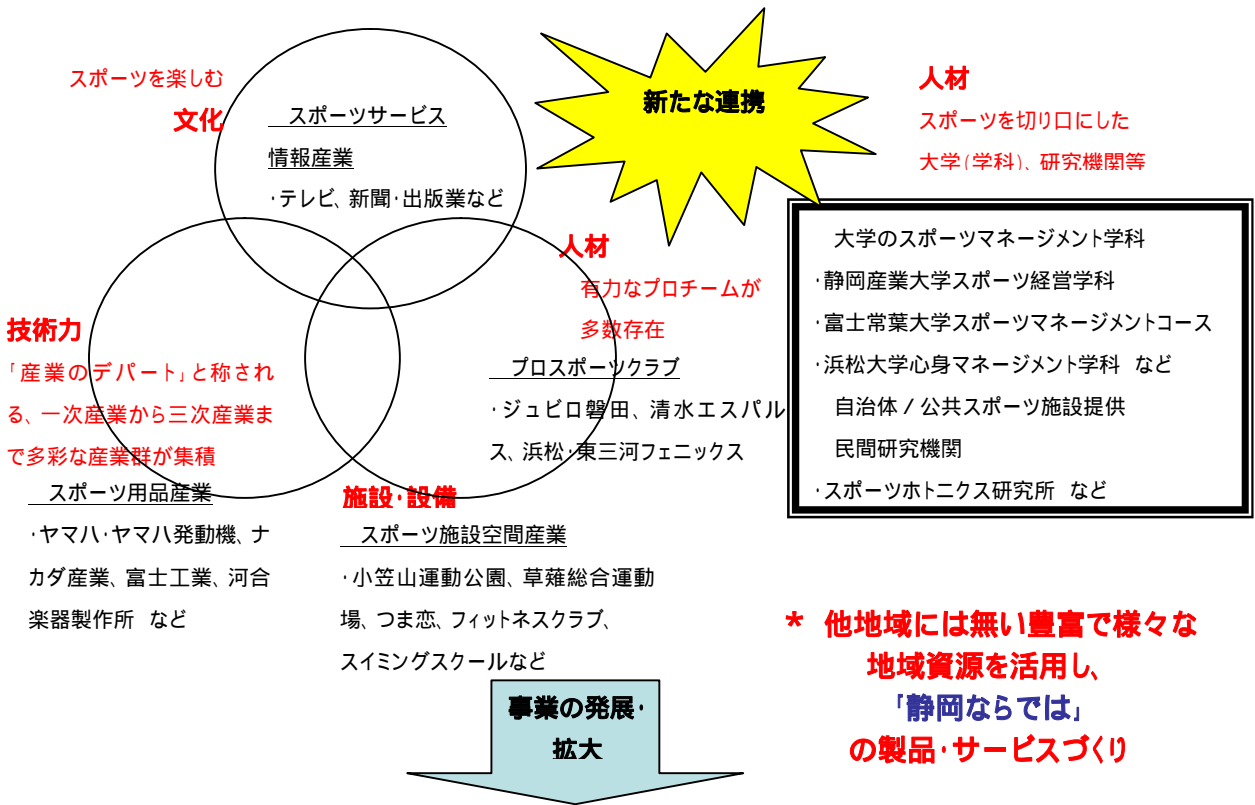 スポーツを楽しむ
文化
スポーツサービス
情報産業
・テレビ、新聞・出版業など
新たな連携
人材
スポーツを切り口にした
大学(学科)、研究機関等
大学のスポーツマネージメント学科
・静岡産業大学スポーツ経営学科
・富士常葉大学スポーツマネージメントコース
・浜松大学心身マネージメント学科 など
自治体/公共スポーツ施設提供
民間研究機関
・スポーツホトニクス研究所 など
人材
有力なプロチームが
多数存在
プロスポーツクラブ
・ジュビロ磐田、清水エスパル
ス、浜松・東三河フェニックス
技術力
「産業のデパート」と称され
る、一次産業から三次産業ま
で多彩な産業群が集積
スポーツ用品産業
・ヤマハ・ヤマハ発動機、ナ
カダ産業、富士工業、河合
楽器製作所 など
施設・設備
スポーツ施設空間産業
・小笠山運動公園、草薙総合運動
場、つま恋、フィットネスクラブ、
スイミングスクールなど
事業の発展・
拡大
* 他地域には無い豊富で様々な
地域資源を活用し、
「静岡ならでは」
の製品・サービスづくり